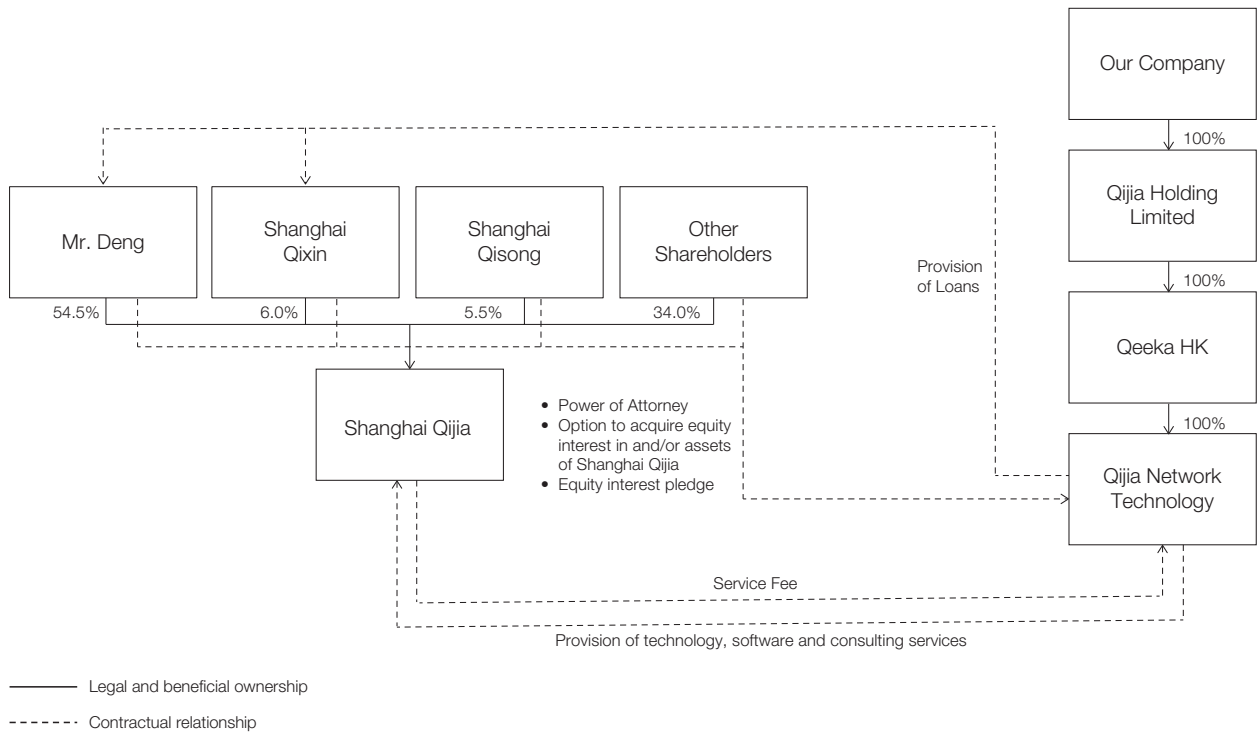 Our Company
100%
Qijia Holding
Limited
100%
Qeeka HK
100%
Qijia Network
Technology
Mr. Deng
Shanghai
Qixin
Shanghai
Qisong
Other
Shareholders
Provision
of Loans
54.5%
6.0%
5.5%
34.0%
Shanghai Qijia
• Power of Attorney
• Option to acquire equity
interest in and/or assets
of Shanghai Qijia
• Equity interest pledge
Service Fee
Provision of technology, software and consulting services
Legal and beneficial ownership
Contractual relationship